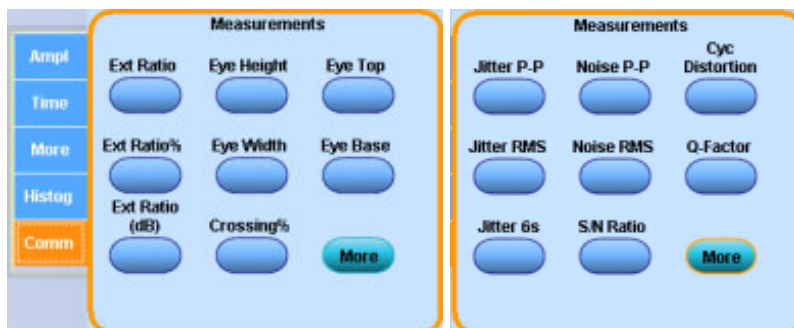 Measurements
Ampl
Time
More
Histog
Comm
Ext Ratio Eye Height Eye Top
Ext Ratio% Eye Width Eye Base
Ext Ratio
(dB) Crossing%
More
Measurements
Jitter P-P Noise P-P Cyc
Distortion
Jitter RMS Noise RMS Q-Factor
Jitter 6s S/N Ratio
More